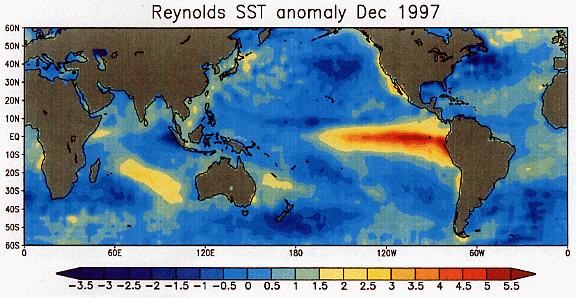 Reynolds SST anomaly Dec 1997
60N
50N
40N
30N
20N
10N
EQ
10S
20S
30S
40S
50S
60S
0 60E 120E 180 120W 60W 0
-3.5 -3 -2.5 -2 -1.5 -1 -0.5 0 0.5 1 1.5 2 2.5 3 3.5 4 4.5 5 5.5